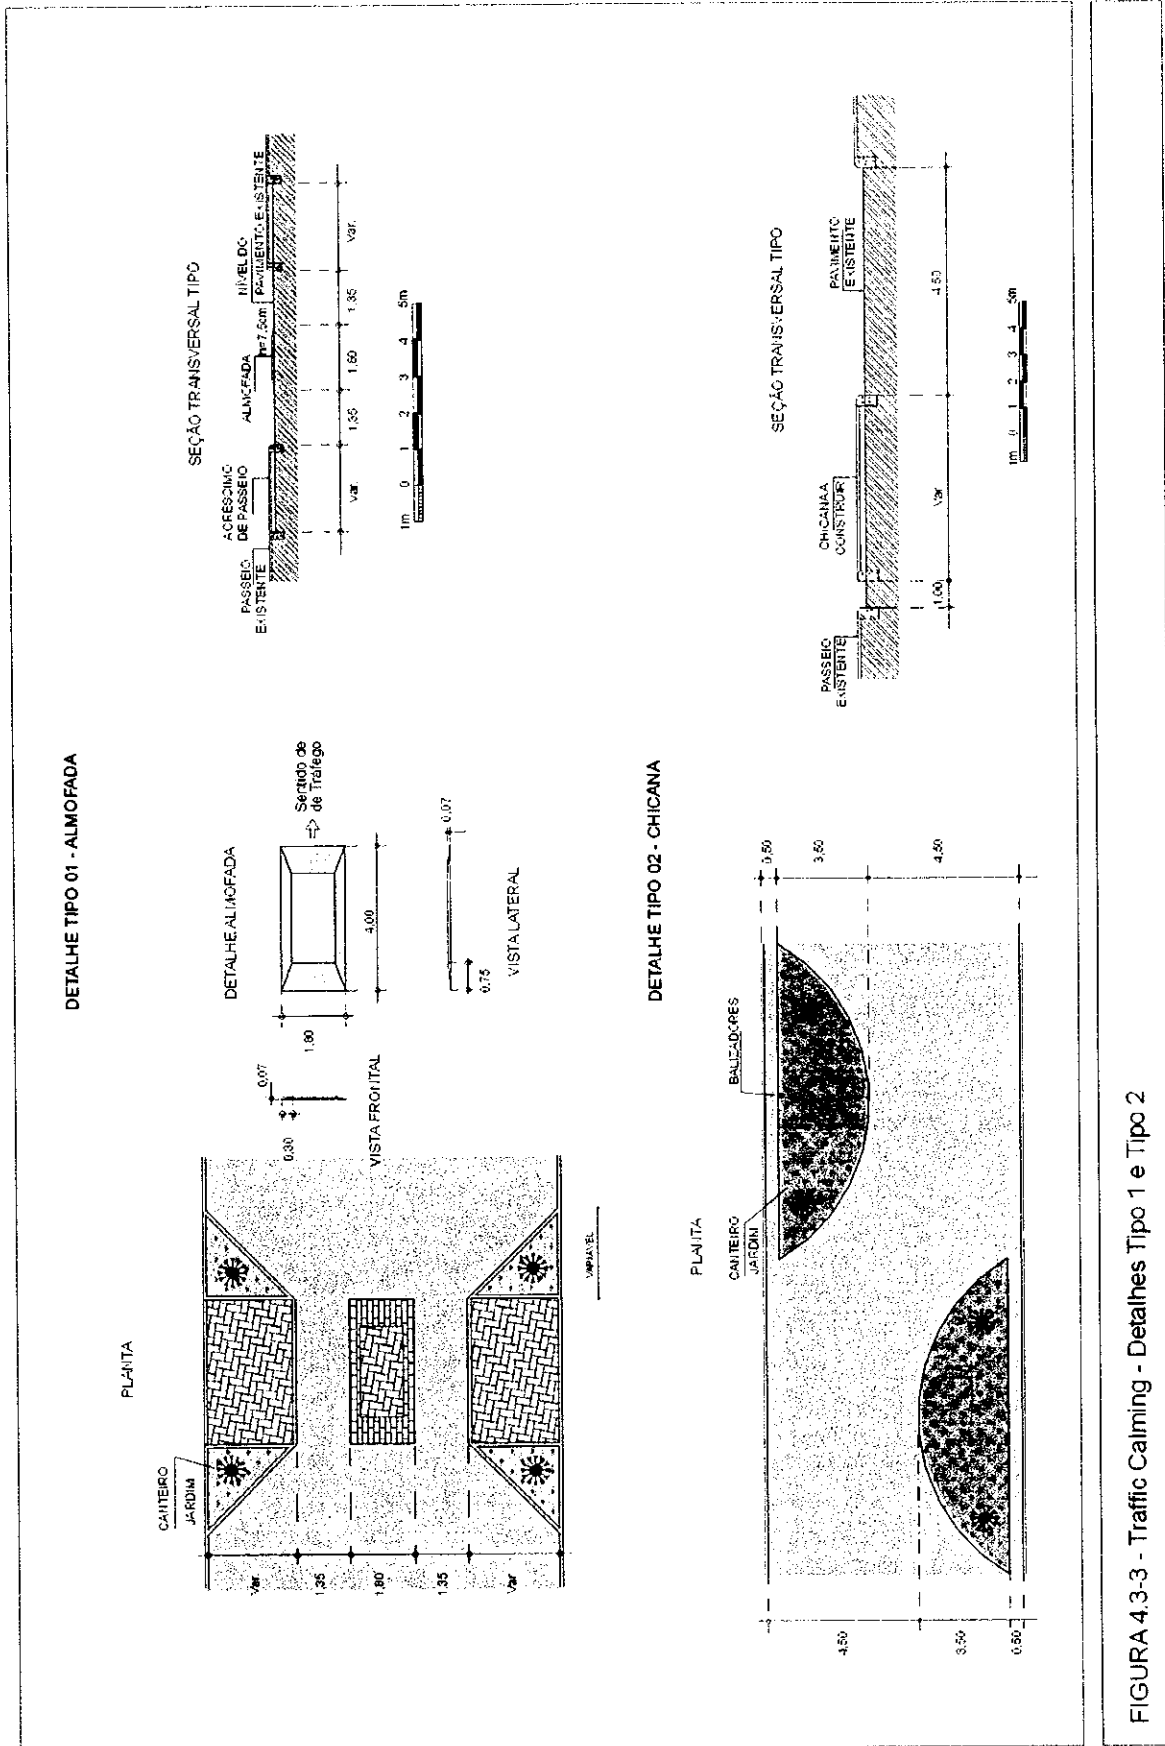 DETALHE TIPO 01 - ALMOFADA
PLANTA
CANTEIRO
JARDIM
Var
1,35
1,80
1,35
Var
VARIAVEL
DETALHE ALMOFADA
0,07
0,30
VISTA FRONTAL
1,80
4,00
Sentido de
de Tráfego
0,75
0,07
VISTA LATERAL
SEÇÃO TRANSVERSAL TIPO
PASSEIO
EXISTENTE
ACRÉSCIMO
DE PASSEIO
ALMOFADA
h=7,5cm
NÍVEL DO
PAVIMENTO EXISTENTE
Var.
1,35
1,80
1,35
Var.
1m 0 1 2 3 4 5m
DETALHE TIPO 02 - CHICANA
PLANTA
CANTEIRO
JARDIM
BALIZADORES
4,50
3,50
0,50
0,50
3,50
4,50
SEÇÃO TRANSVERSAL TIPO
PASSEIO
EXISTENTE
CHICANA A
CONSTRUIR
PAVIMENTO
EXISTENTE
1,00
Var
4,50
1m 0 1 2 3 4 5m
FIGURA 4.3-3 - Traffic Calming - Detalhes Tipo 1 e Tipo 2